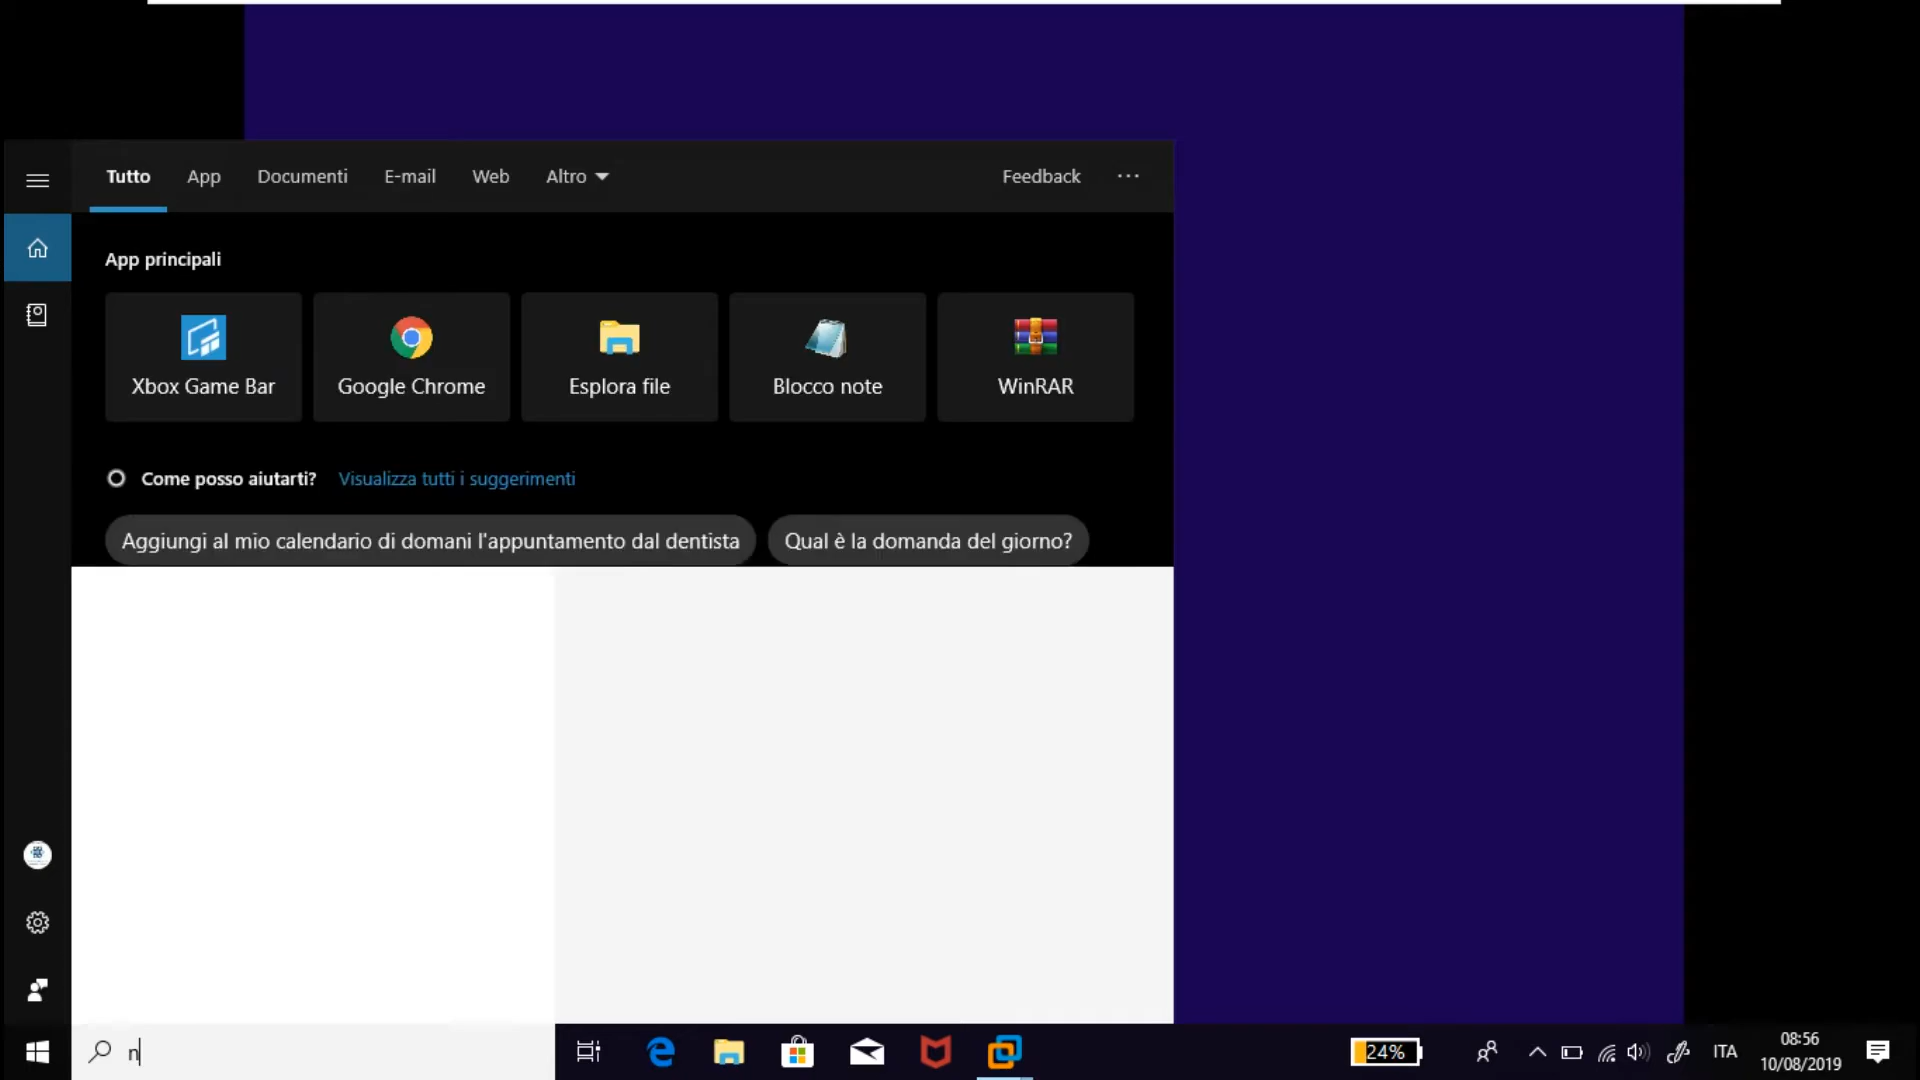 Tutto App Documenti E-mail Web Altro Feedback
App principali
Xbox Game Bar Google Chrome Esplora file Blocco note WinRAR
Come posso aiutarti? Visualizza tutti i suggerimenti
Aggiungi al mio calendario di domani l'appuntamento dal dentista Qual è la domanda del giorno?
n 24% ITA 08:56
10/08/2019